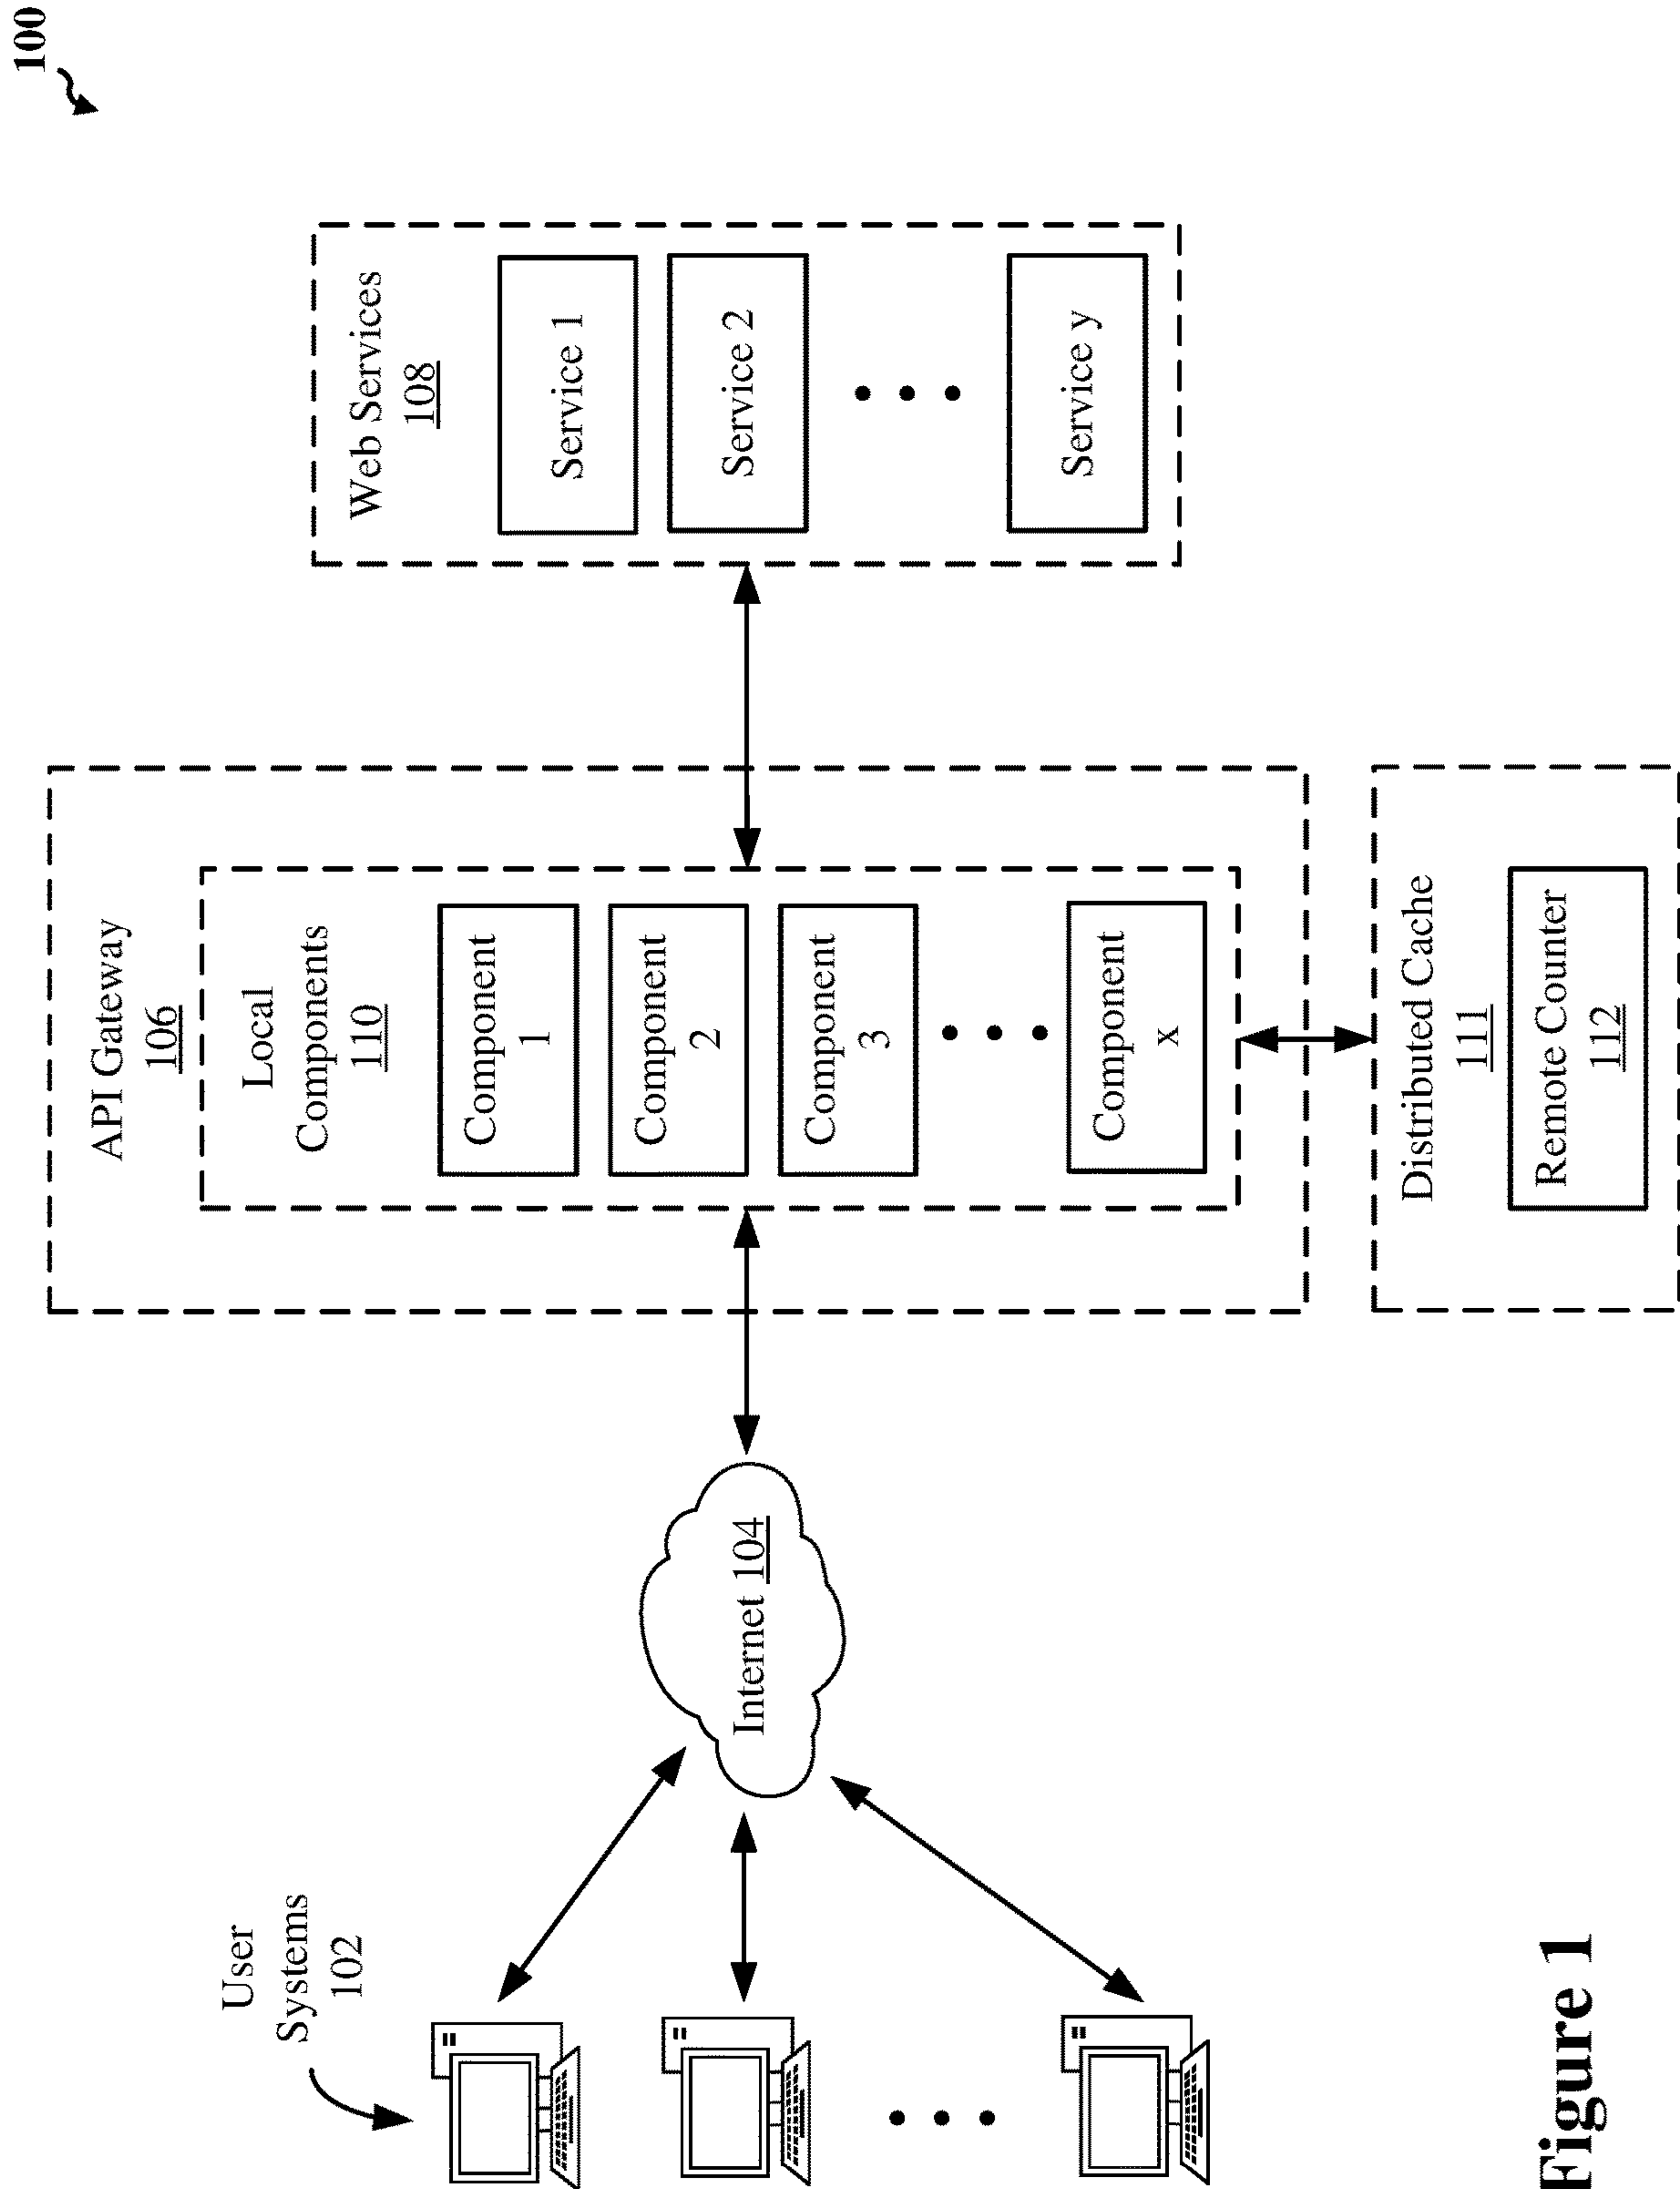 100
User
Systems
102
Internet 104
API Gateway
106
Local
Components
110
Component
1
Component
2
Component
3
Component
x
Distributed Cache
111
Remote Counter
112
Web Services
108
Service 1
Service 2
Service y
Figure 1